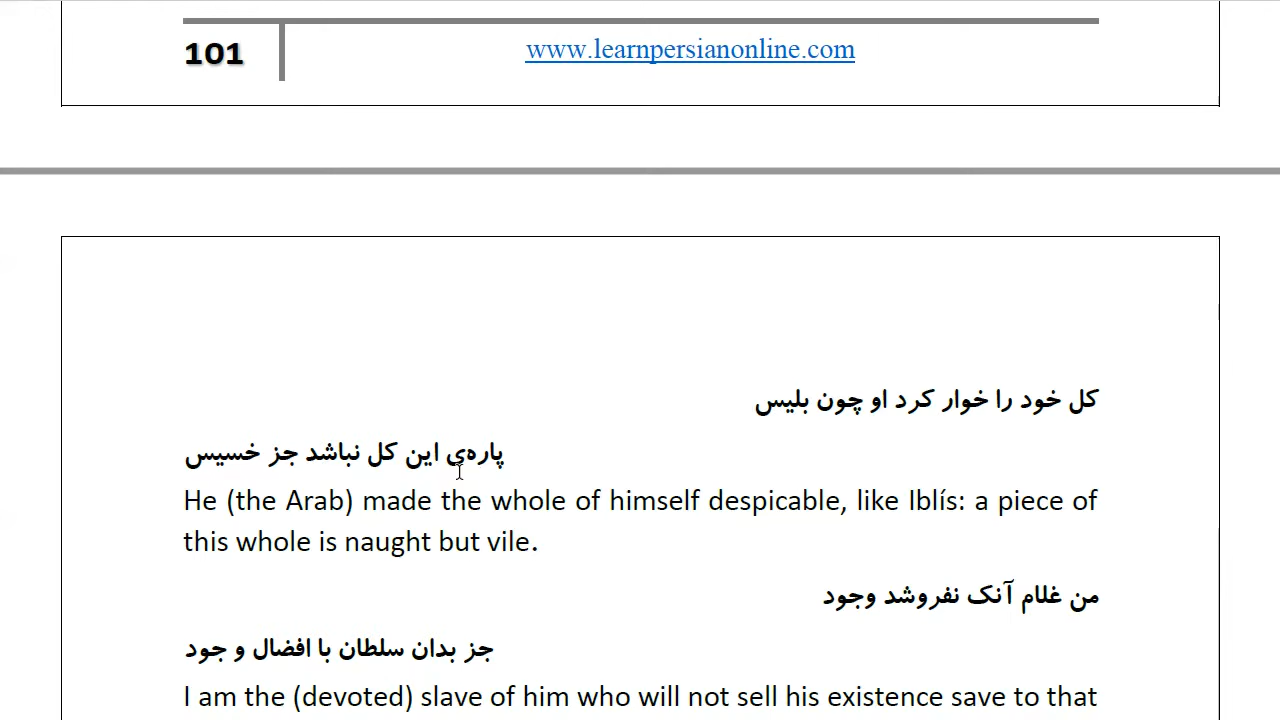 101
www.learnpersianonline.com
کل خود را خوار کرد او چون بلیس
پاره‌ی این کل نباشد جز خسیس
He (the Arab) made the whole of himself despicable, like Iblís: a piece of
this whole is naught but vile.
من غلام آنک نفروشد وجود
جز بدان سلطان با افضال و جود
I am the (devoted) slave of him who will not sell his existence save to that